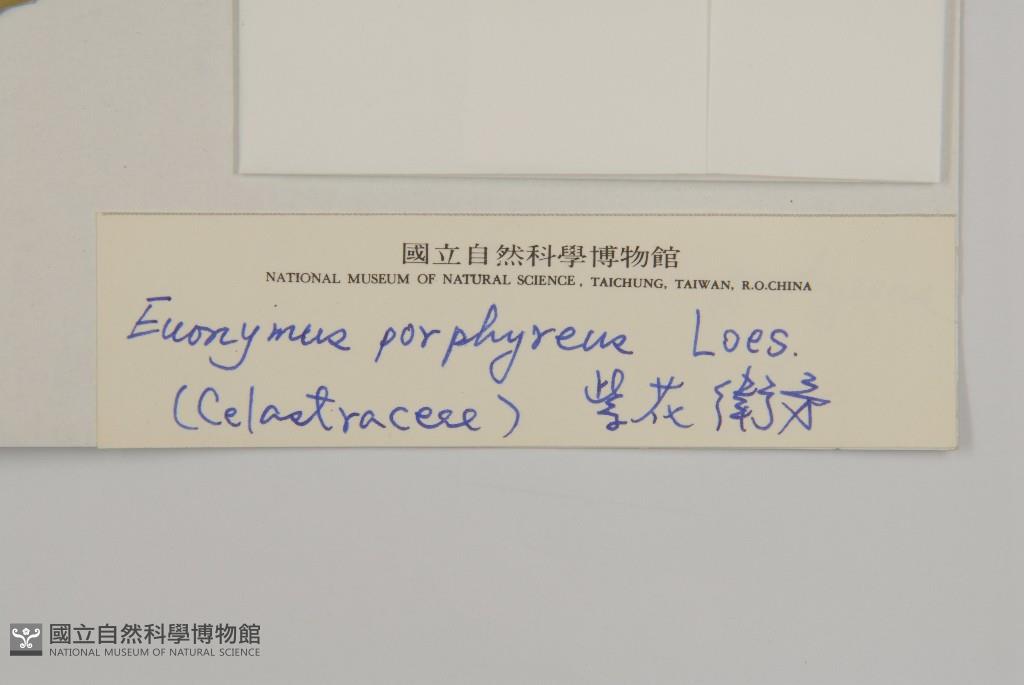 國立自然科學博物館
NATIONAL MUSEUM OF NATURAL SCIENCE, TAICHUNG, TAIWAN, R.O.CHINA
Euonymus porphyreus Loes.
(Celastraceae) 紫花衛矛
國立自然科學博物館
NATIONAL MUSEUM OF NATURAL SCIENCE